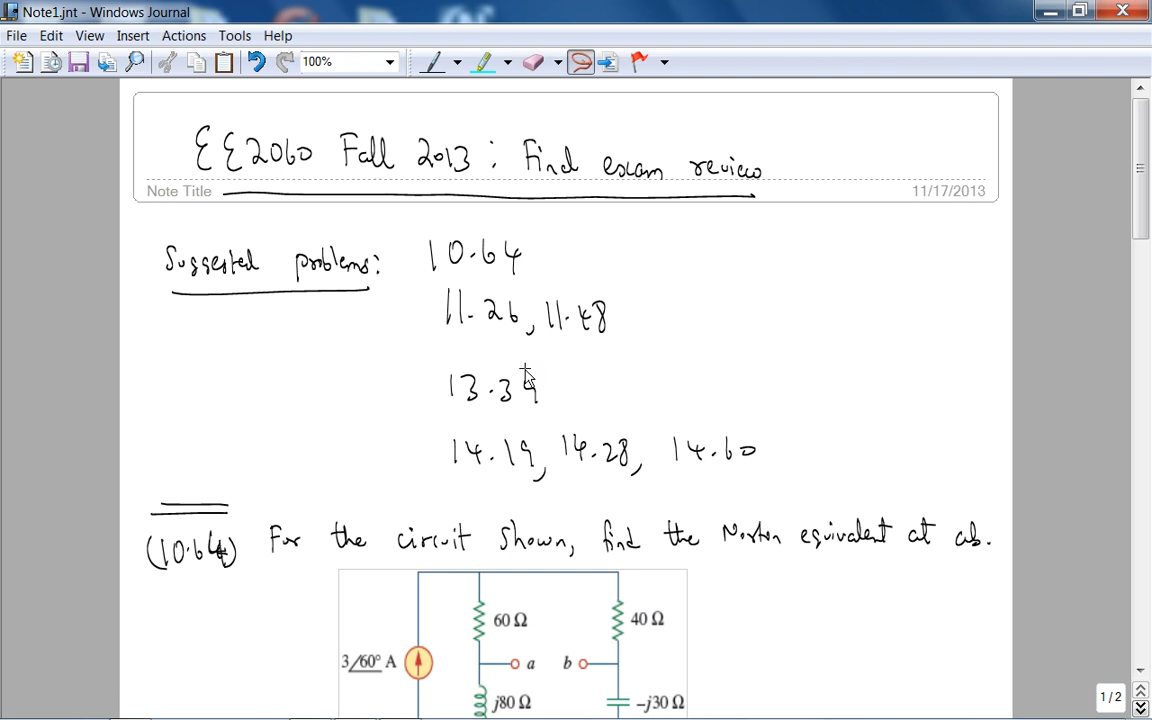 Note1.jnt - Windows Journal
File Edit View Insert Actions Tools Help
100%
EE2060 Fall 2013: Final exam review
Note Title 11/17/2013
Suggested problems: 10.64
11.26, 11.48
13.39
14.19, 14.28, 14.60
(10.64) For the circuit shown, find the Norton equivalent at ab.
60 Ω 40 Ω
3/60° A a b
j80 Ω -j30 Ω
1/2